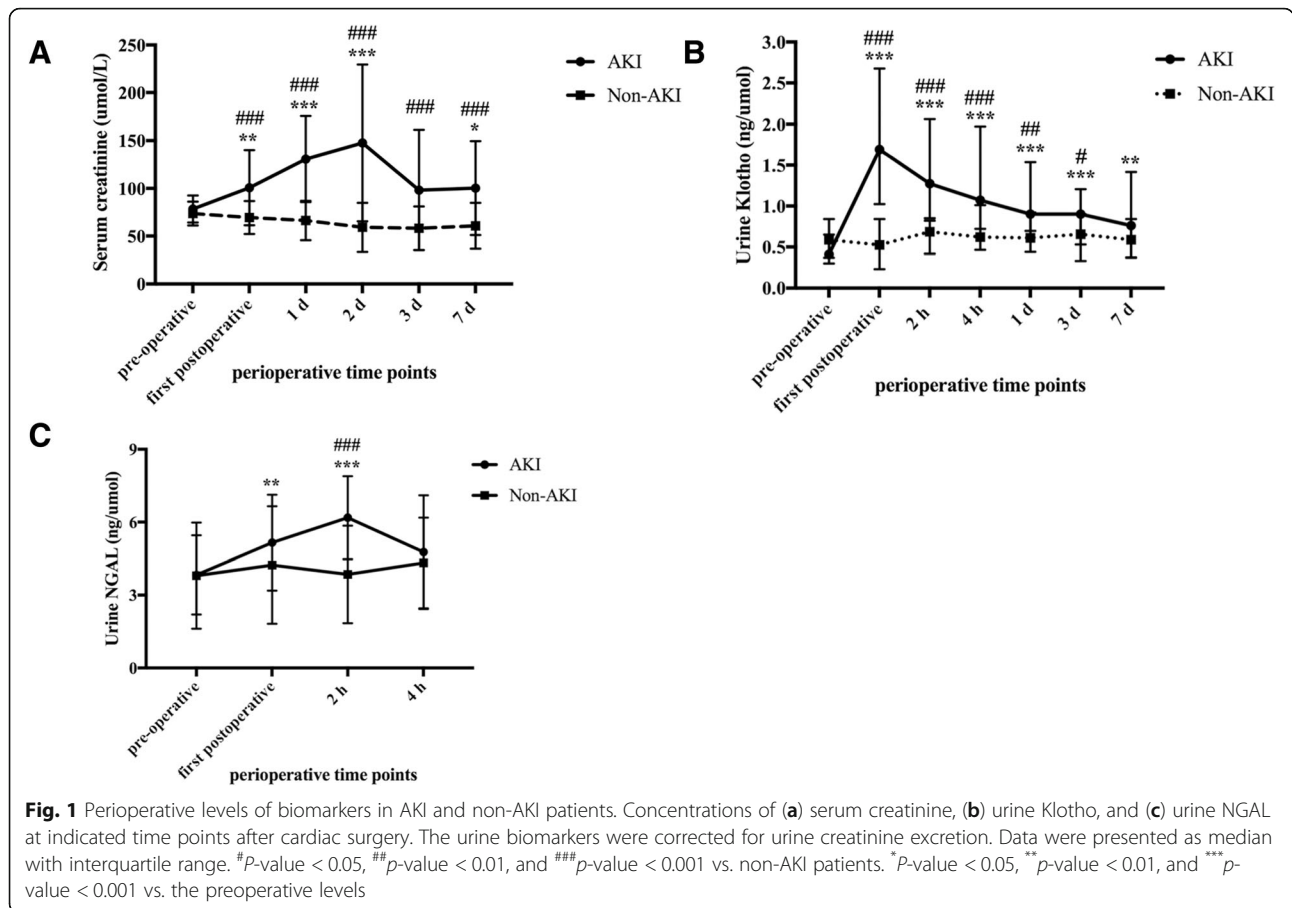 A
Serum creatinine (umol/L)
250
200
150
100
50
0
###
**
###
***
###
***
###
###
*
AKI
Non-AKI
pre-operative
first postoperative
1 d
2 d
3 d
7 d
perioperative time points
B
Urine Klotho (ng/umol)
3.0
2.5
2.0
1.5
1.0
0.5
0.0
###
***
###
***
###
***
##
***
#
***
**
AKI
Non-AKI
pre-operative
first postoperative
2 h
4 h
1 d
3 d
7 d
perioperative time points
C
Urine NGAL (ng/umol)
9
6
3
0
**
###
***
AKI
Non-AKI
pre-operative
first postoperative
2 h
4 h
perioperative time points
Fig. 1 Perioperative levels of biomarkers in AKI and non-AKI patients. Concentrations of (a) serum creatinine, (b) urine Klotho, and (c) urine NGAL
at indicated time points after cardiac surgery. The urine biomarkers were corrected for urine creatinine excretion. Data were presented as median
with interquartile range. #P-value < 0.05, ##p-value < 0.01, and ###p-value < 0.001 vs. non-AKI patients. *P-value < 0.05, **p-value < 0.01, and ***p-
value < 0.001 vs. the preoperative levels